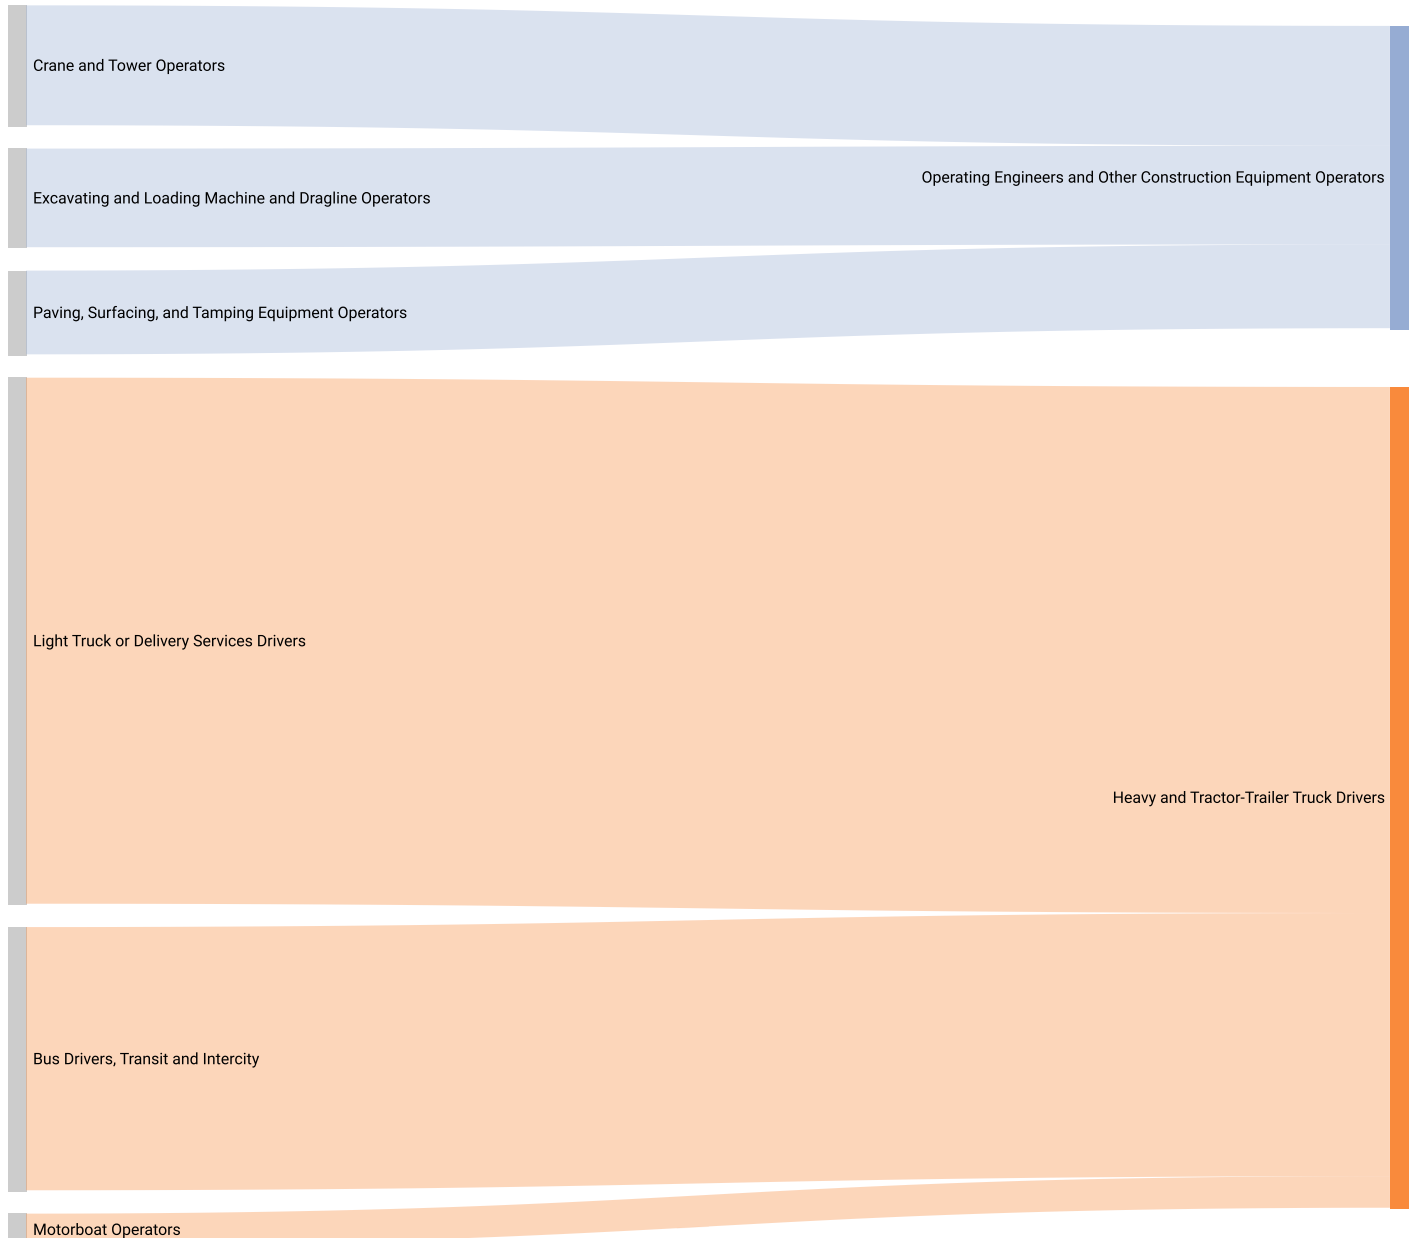 Crane and Tower Operators
Operating Engineers and Other Construction Equipment Operators
Excavating and Loading Machine and Dragline Operators
Paving, Surfacing, and Tamping Equipment Operators
Light Truck or Delivery Services Drivers
Heavy and Tractor-Trailer Truck Drivers
Bus Drivers, Transit and Intercity
Motorboat Operators